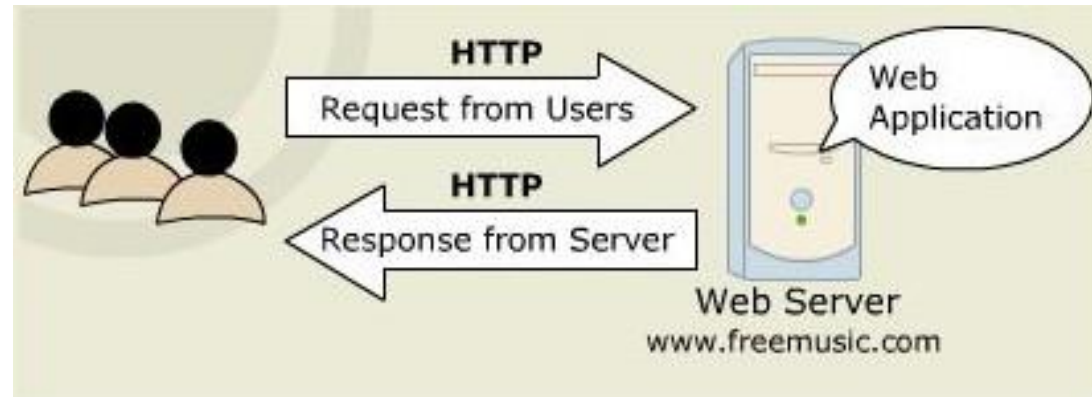 HTTP
Request from Users
HTTP
Response from Server
Web
Application
Web Server
www.freemusic.com